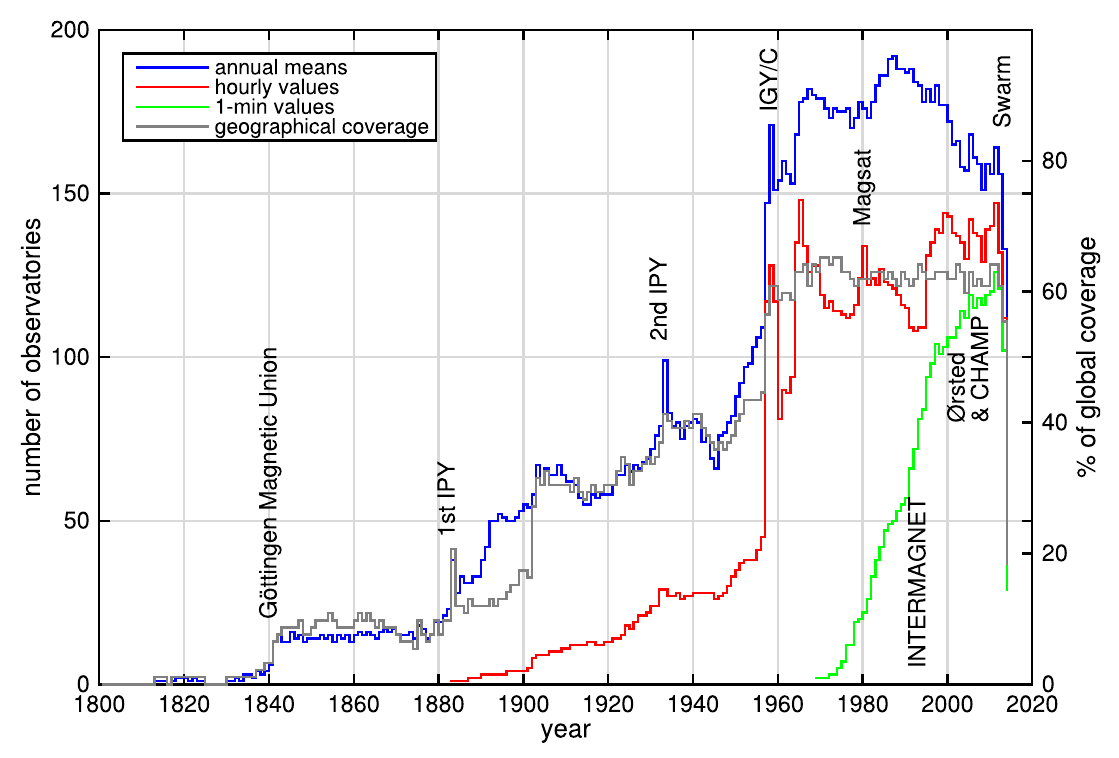 200
150
100
50
0
number of observatories
annual means
hourly values
1-min values
geographical coverage
Göttingen Magnetic Union
1st IPY
2nd IPY
IGY/C
Magsat
INTERMAGNET
Ørsted
& CHAMP
Swarm
80
60
40
20
0
% of global coverage
1800 1820 1840 1860 1880 1900 1920 1940 1960 1980 2000 2020
year